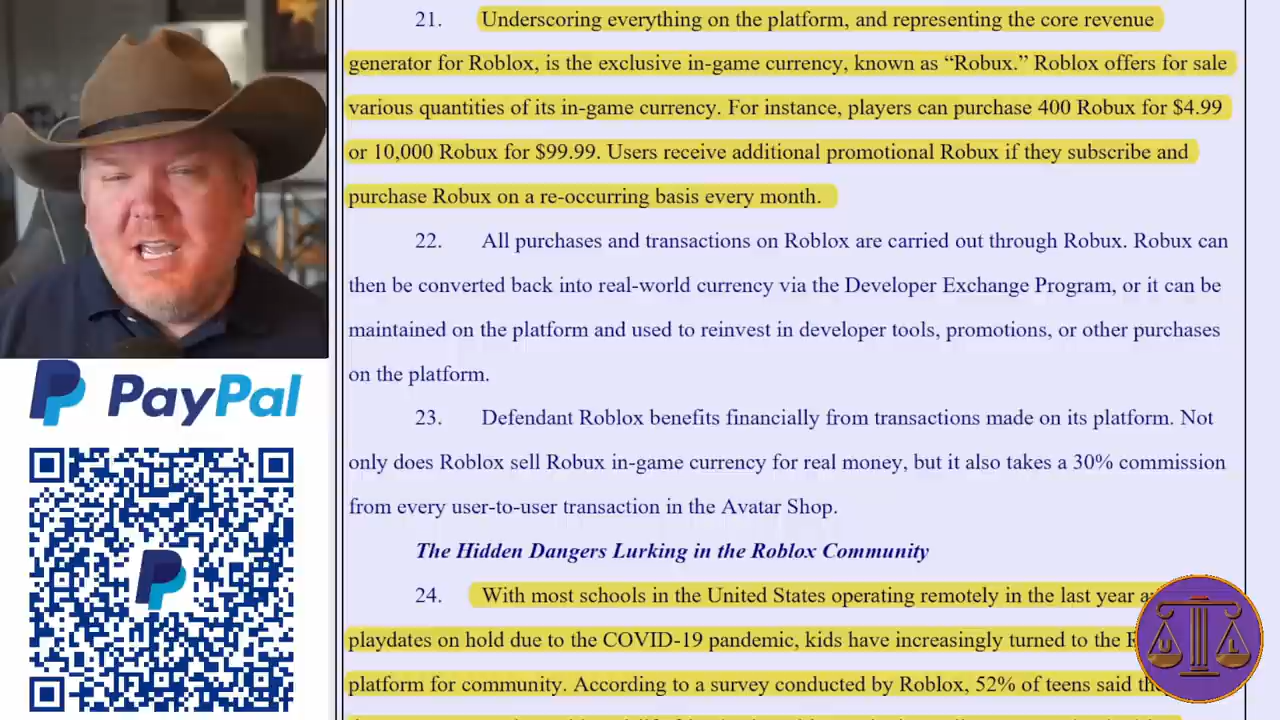 21. Underscoring everything on the platform, and representing the core revenue
generator for Roblox, is the exclusive in-game currency, known as “Robux.” Roblox offers for sale
various quantities of its in-game currency. For instance, players can purchase 400 Robux for $4.99
or 10,000 Robux for $99.99. Users receive additional promotional Robux if they subscribe and
purchase Robux on a re-occurring basis every month.
22. All purchases and transactions on Roblox are carried out through Robux. Robux can
then be converted back into real-world currency via the Developer Exchange Program, or it can be
maintained on the platform and used to reinvest in developer tools, promotions, or other purchases
on the platform.
23. Defendant Roblox benefits financially from transactions made on its platform. Not
only does Roblox sell Robux in-game currency for real money, but it also takes a 30% commission
from every user-to-user transaction in the Avatar Shop.
The Hidden Dangers Lurking in the Roblox Community
24. With most schools in the United States operating remotely in the last year
playdates on hold due to the COVID-19 pandemic, kids have increasingly turned to the
platform for community. According to a survey conducted by Roblox, 52% of teens said
PayPal
U L